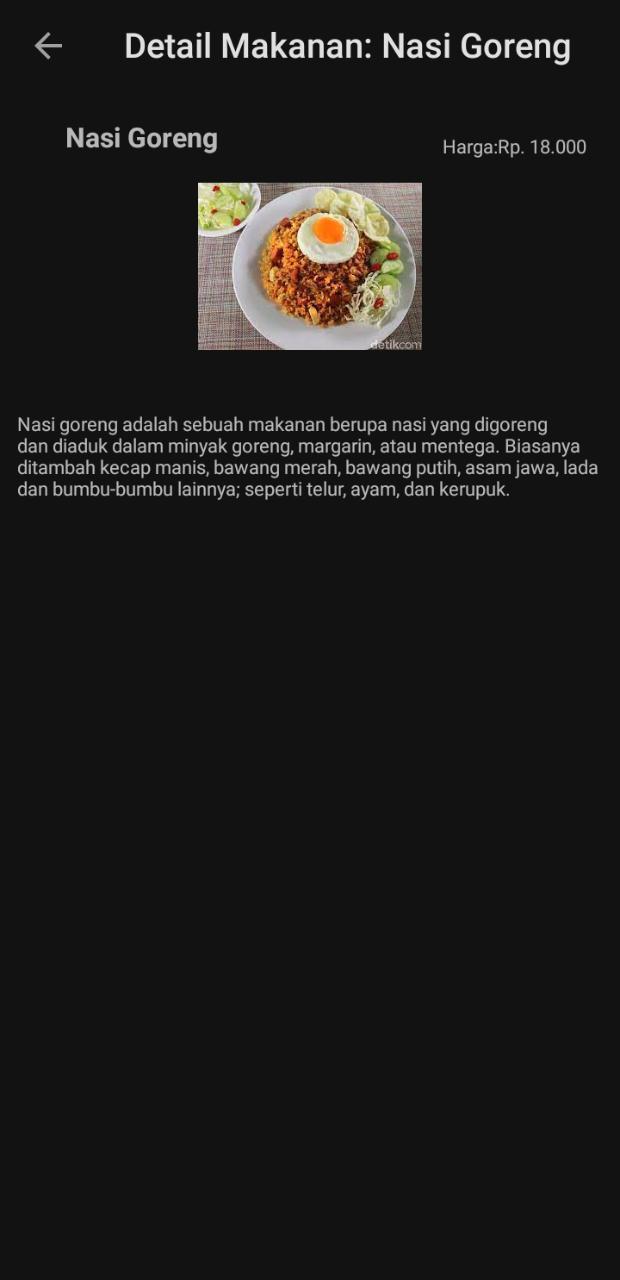 Detail Makanan: Nasi Goreng
Nasi Goreng
Harga:Rp. 18.000
detikcom
Nasi goreng adalah sebuah makanan berupa nasi yang digoreng
dan diaduk dalam minyak goreng, margarin, atau mentega. Biasanya
ditambah kecap manis, bawang merah, bawang putih, asam jawa, lada
dan bumbu-bumbu lainnya; seperti telur, ayam, dan kerupuk.